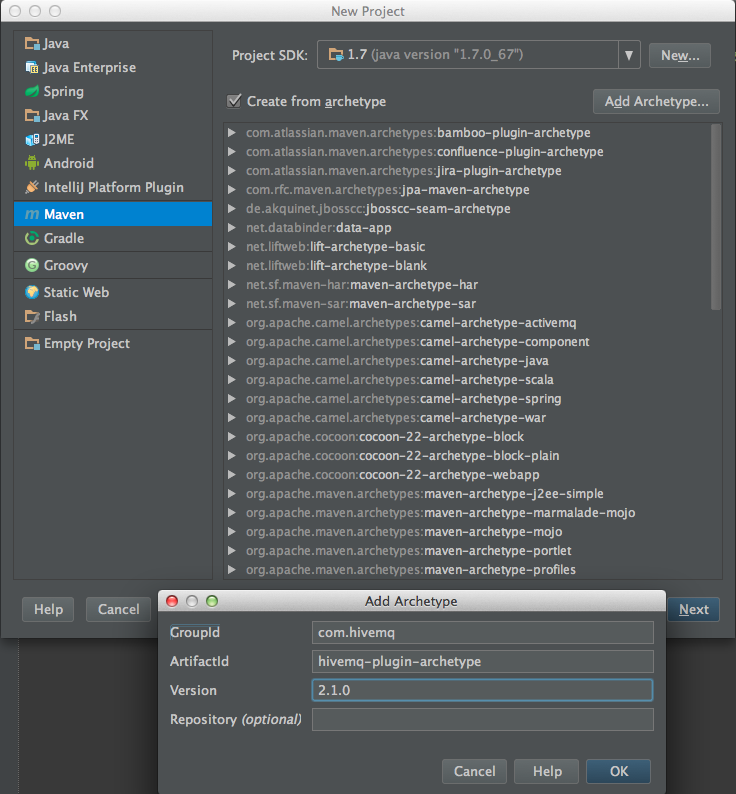 New Project
Java
Java Enterprise
Spring
Java FX
J2ME
Android
IntelliJ Platform Plugin
Maven
Gradle
Groovy
Static Web
Flash
Empty Project
Project SDK: 1.7 (java version "1.7.0_67") New...
Create from archetype Add Archetype...
com.atlassian.maven.archetypes:bamboo-plugin-archetype
com.atlassian.maven.archetypes:confluence-plugin-archetype
com.atlassian.maven.archetypes:jira-plugin-archetype
com.rfc.maven.archetypes:jpa-maven-archetype
de.akquinet.jbosscc:jbosscc-seam-archetype
net.databinder:data-app
net.liftweb:lift-archetype-basic
net.liftweb:lift-archetype-blank
net.sf.maven-har:maven-archetype-har
net.sf.maven-sar:maven-archetype-sar
org.apache.camel.archetypes:camel-archetype-activemq
org.apache.camel.archetypes:camel-archetype-component
org.apache.camel.archetypes:camel-archetype-java
org.apache.camel.archetypes:camel-archetype-scala
org.apache.camel.archetypes:camel-archetype-spring
org.apache.camel.archetypes:camel-archetype-war
org.apache.cocoon:cocoon-22-archetype-block
org.apache.cocoon:cocoon-22-archetype-block-plain
org.apache.cocoon:cocoon-22-archetype-webapp
org.apache.maven.archetypes:maven-archetype-j2ee-simple
org.apache.maven.archetypes:maven-archetype-marmalade-mojo
org.apache.maven.archetypes:maven-archetype-mojo
org.apache.maven.archetypes:maven-archetype-portlet
org.apache.maven.archetypes:maven-archetype-profiles
Help Cancel Next
Add Archetype
GroupId com.hivemq
ArtifactId hivemq-plugin-archetype
Version 2.1.0
Repository (optional)
Cancel Help OK